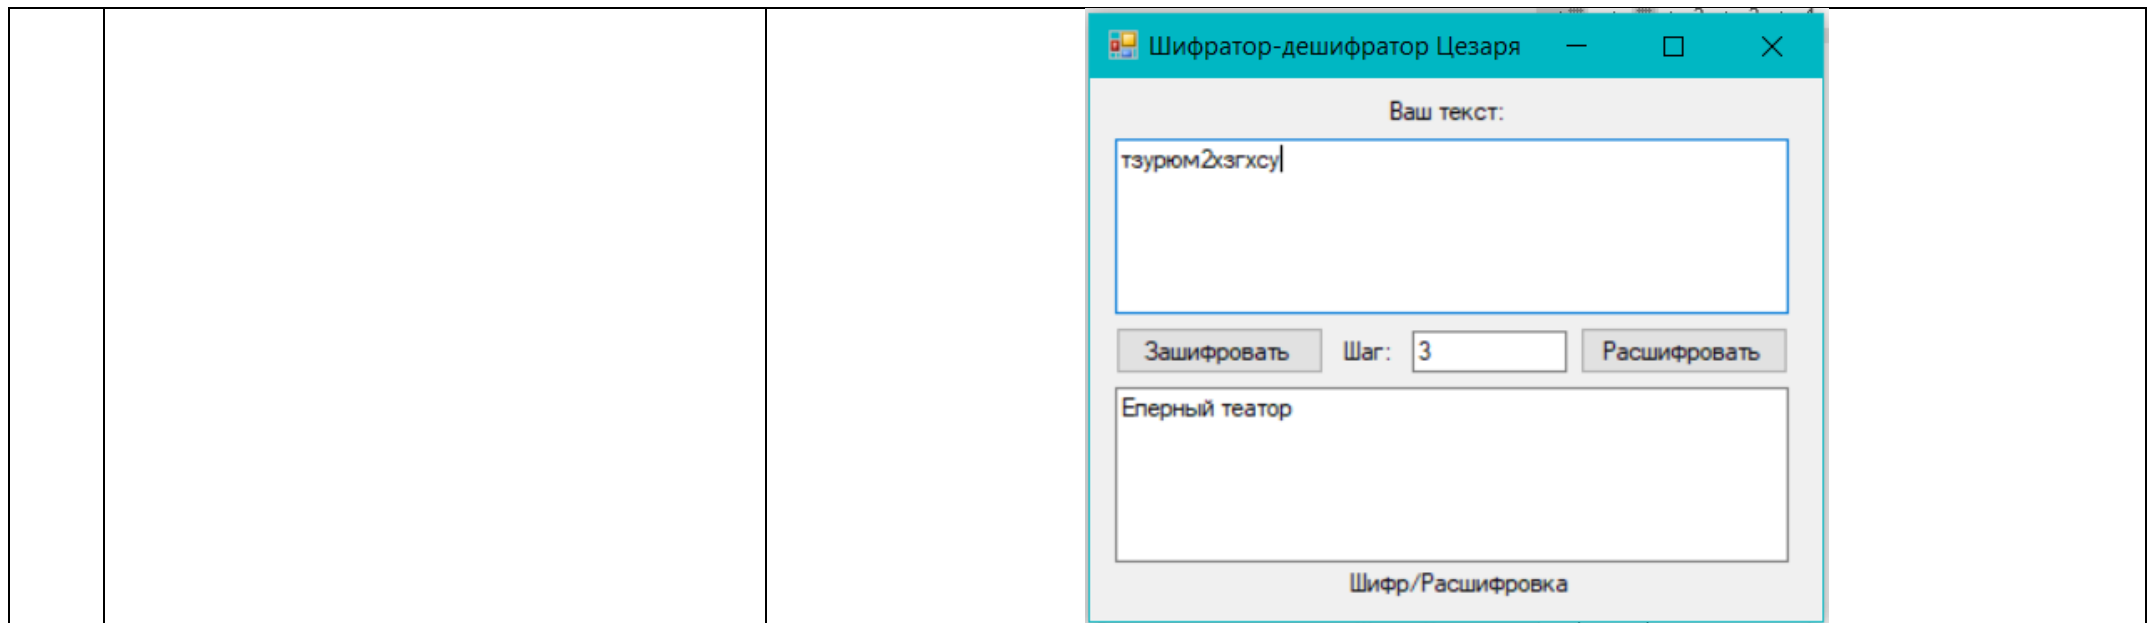 Шифратор-дешифратор Цезаря
Ваш текст:
тзурюм2хзгхсу
Зашифровать Шаг: 3 Расшифровать
Еперный театор
Шифр/Расшифровка